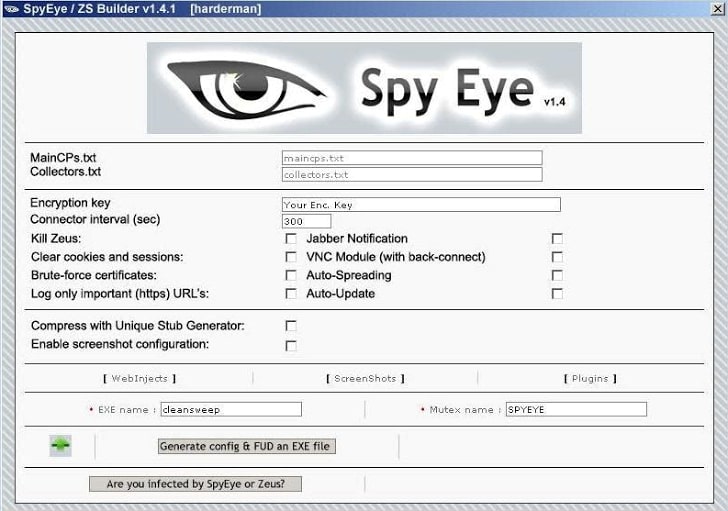 SpyEye / ZS Builder v1.4.1 [harderman]
Spy Eye v1.4
MainCPs.txt maincps.txt
Collectors.txt collectors.txt
Encryption key Your Enc. Key
Connector interval (sec) 300
Kill Zeus: Jabber Notification
Clear cookies and sessions: VNC Module (with back-connect)
Brute-force certificates: Auto-Spreading
Log only important (https) URL's: Auto-Update
Compress with Unique Stub Generator:
Enable screenshot configuration:
[ WebInjects ] [ ScreenShots ] [ Plugins ]
• EXE name : cleansweep • Mutex name : SPYEYE
Generate config & FUD an EXE file
Are you infected by SpyEye or Zeus?